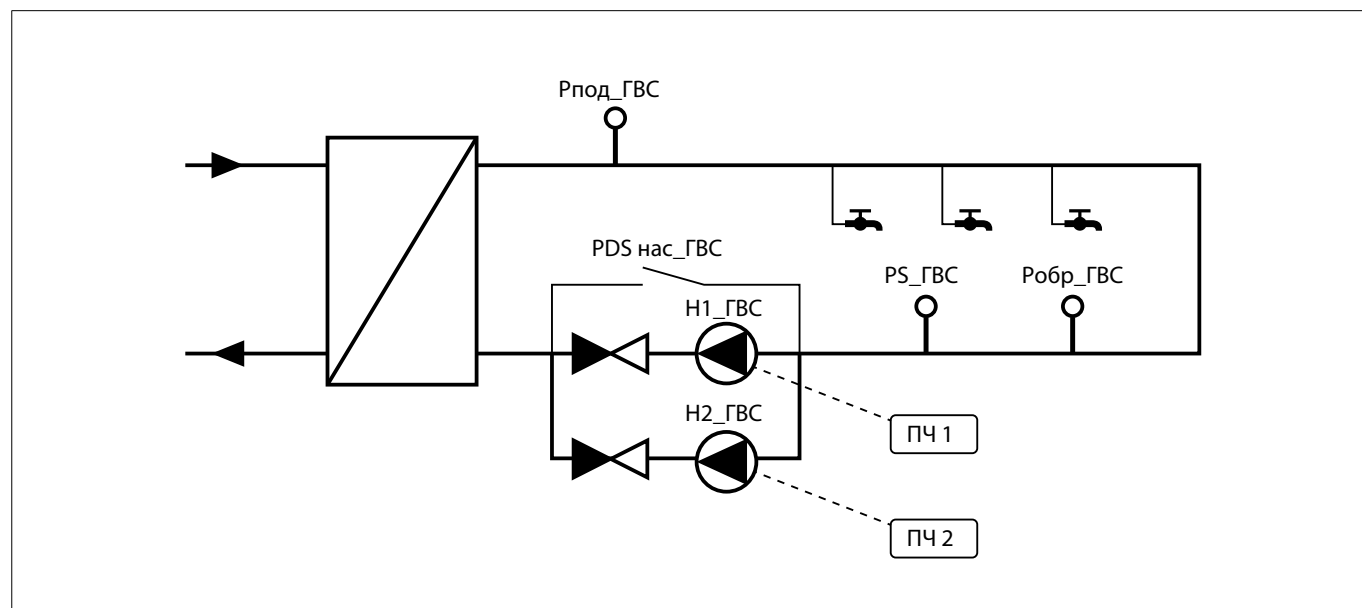 Рпод_ГВС
PDS нас_ГВС
PS_ГВС
Робр_ГВС
Н1_ГВС
Н2_ГВС
ПЧ 1
ПЧ 2